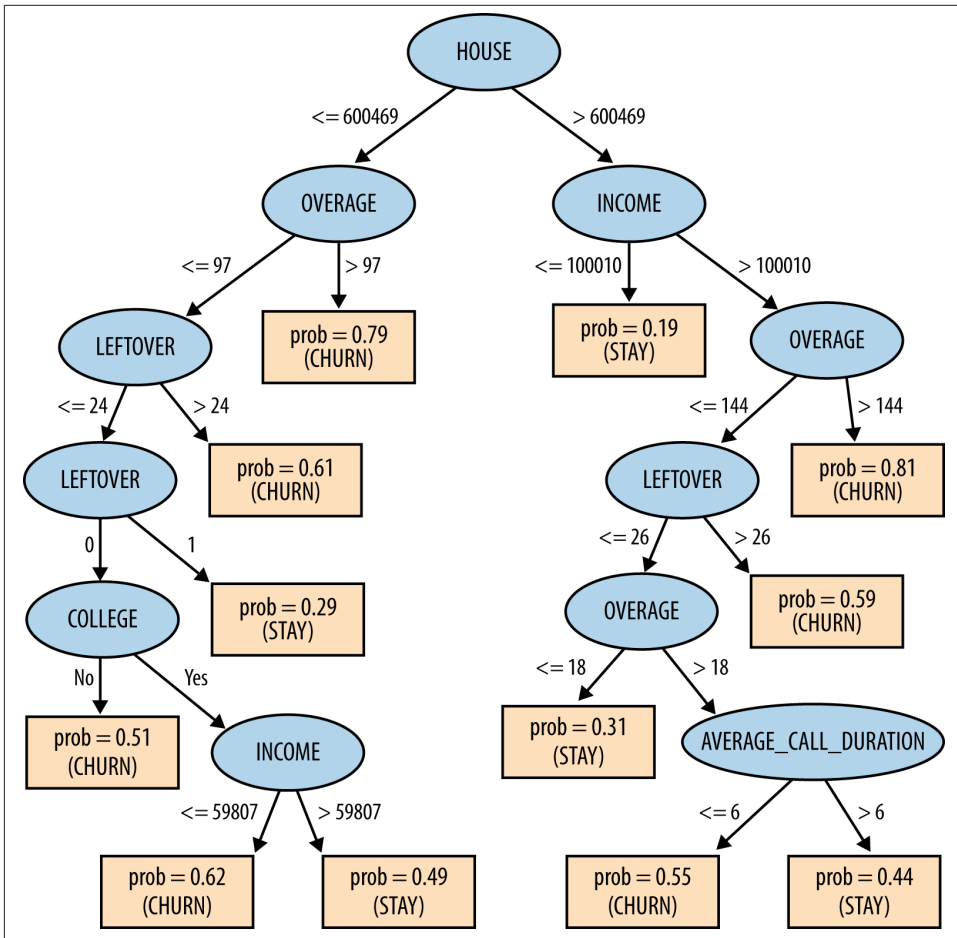 HOUSE
<= 600469
> 600469
OVERAGE
INCOME
<= 97
> 97
<= 100010
> 100010
LEFTOVER
prob = 0.79
(CHURN)
prob = 0.19
(STAY)
OVERAGE
<= 24
> 24
<= 144
> 144
LEFTOVER
prob = 0.61
(CHURN)
LEFTOVER
prob = 0.81
(CHURN)
0
1
<= 26
> 26
COLLEGE
prob = 0.29
(STAY)
OVERAGE
prob = 0.59
(CHURN)
No
Yes
<= 18
> 18
prob = 0.51
(CHURN)
INCOME
prob = 0.31
(STAY)
AVERAGE_CALL_DURATION
<= 59807
> 59807
<= 6
> 6
prob = 0.62
(CHURN)
prob = 0.49
(STAY)
prob = 0.55
(CHURN)
prob = 0.44
(STAY)